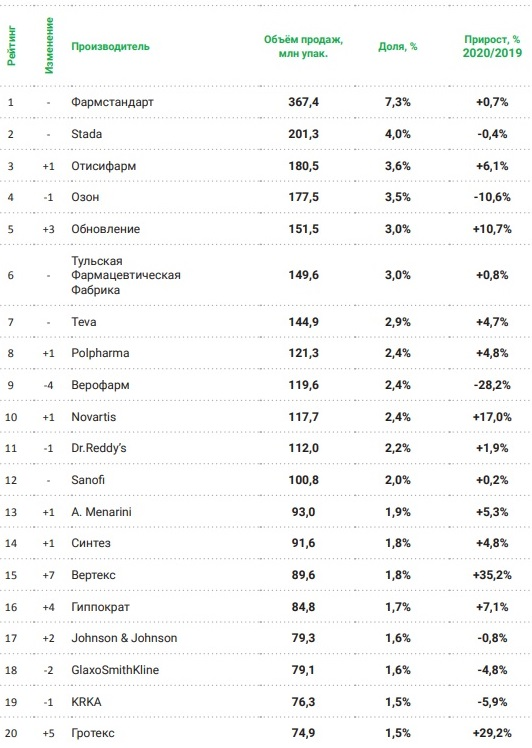 Рейтинг Изменение Производитель Объём продаж, млн упак. Доля, % Прирост, % 2020/2019
1 - Фармстандарт 367,4 7,3% +0,7%
2 - Stada 201,3 4,0% -0,4%
3 +1 Отисифарм 180,5 3,6% +6,1%
4 -1 Озон 177,5 3,5% -10,6%
5 +3 Обновление 151,5 3,0% +10,7%
6 - Тульская Фармацевтическая Фабрика 149,6 3,0% +0,8%
7 - Teva 144,9 2,9% +4,7%
8 +1 Polpharma 121,3 2,4% +4,8%
9 -4 Верофарм 119,6 2,4% -28,2%
10 +1 Novartis 117,7 2,4% +17,0%
11 -1 Dr.Reddy’s 112,0 2,2% +1,9%
12 - Sanofi 100,8 2,0% +0,2%
13 +1 A. Menarini 93,0 1,9% +5,3%
14 +1 Синтез 91,6 1,8% +4,8%
15 +7 Вертекс 89,6 1,8% +35,2%
16 +4 Гиппократ 84,8 1,7% +7,1%
17 +2 Johnson & Johnson 79,3 1,6% -0,8%
18 -2 GlaxoSmithKline 79,1 1,6% -4,8%
19 -1 KRKA 76,3 1,5% -5,9%
20 +5 Гротекс 74,9 1,5% +29,2%